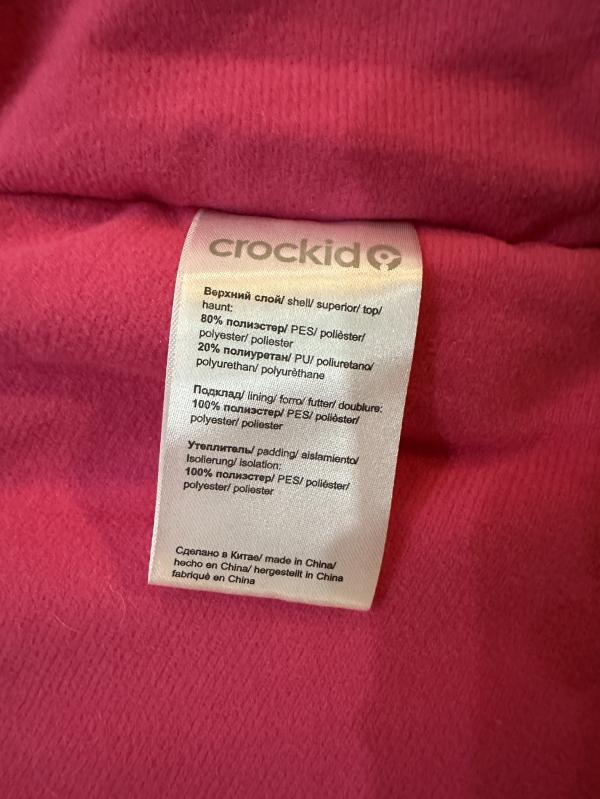 crockid
Верхний слой/ shell/ superior/ top/
haunt:
80% полиэстер/ PES/ poliéster/
polyester/ poliester
20% полиуретан/ PU/ poliuretano/
polyurethan/ polyurèthane
Подклад/ lining/ forro/ futter/ doublure:
100% полиэстер/ PES/ poliéster/
polyester/ poliester
Утеплитель/ padding/ aislamiento/
Isolierung/ isolation:
100% полиэстер/ PES/ poliéster/
polyester/ poliester
Сделано в Китае/ made in China/
hecho en China/ hergestellt in China
fabriquè en China